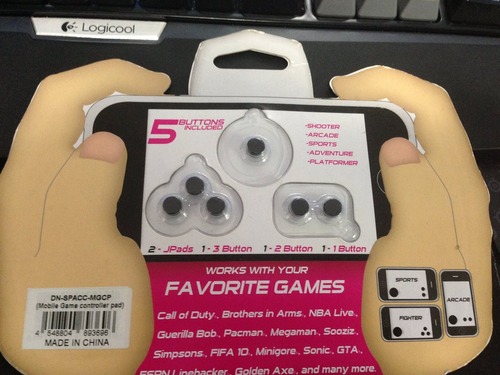 Logicool
5 BUTTONS
INCLUDED
-SHOOTER
-ARCADE
-SPORTS
-ADVENTURE
-PLATFORMER
2 - JPads 1 - 3 Button 1 - 2 Button 1 - 1 Button
WORKS WITH YOUR
FAVORITE GAMES
Call of Duty., Brothers in Arms., NBA Live.,
Guerilla Bob., Pacman., Megaman., Sooziz.,
Simpsons., FIFA 10., Minigore., Sonic., GTA.,
ESPN Linebacker., Golden Axe., and many more.
DN-SPACC-MGCP
(Mobile Game controller pad)
4 548804 893696
MADE IN CHINA
SPORTS
FIGHTER
ARCADE